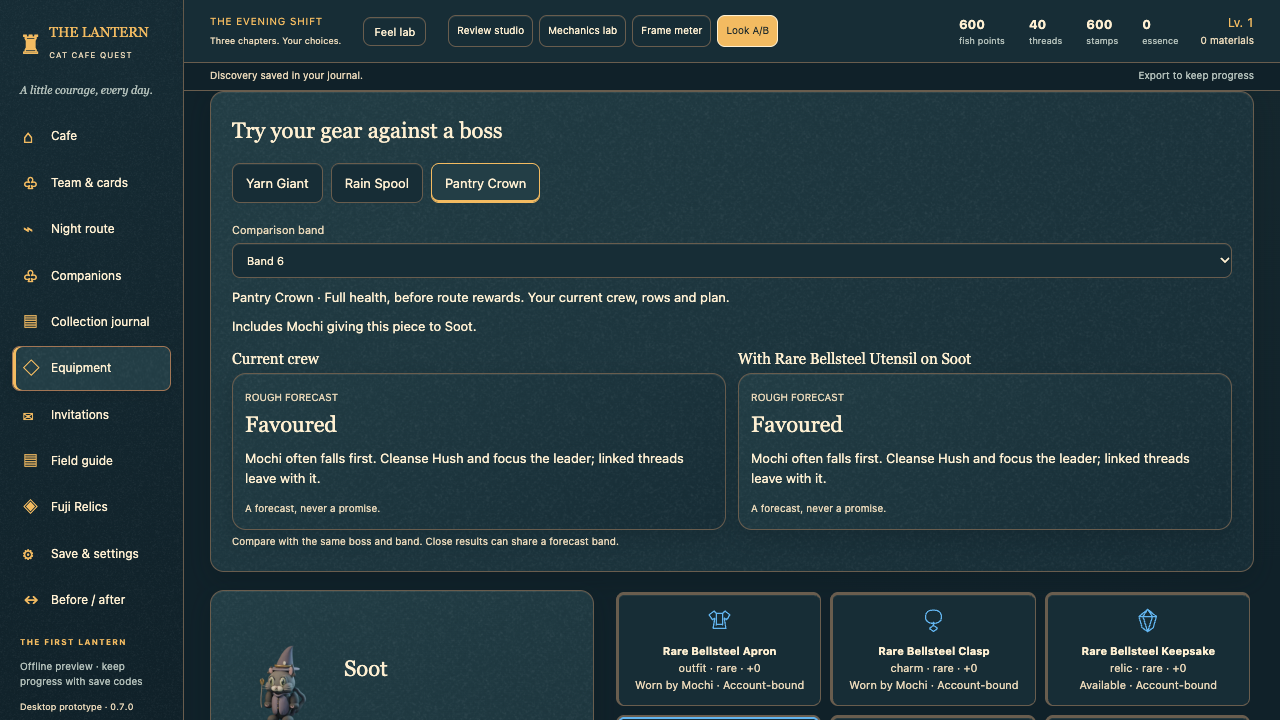 THE LANTERN
CAT CAFE QUEST
A little courage, every day.
Cafe
Team & cards
Night route
Companions
Collection journal
Equipment
Invitations
Field guide
Fuji Relics
Save & settings
Before / after
THE FIRST LANTERN
Offline preview · keep
progress with save codes
Desktop prototype · 0.7.0
THE EVENING SHIFT
Three chapters. Your choices.
Feel lab
Review studio
Mechanics lab
Frame meter
Look A/B
600
fish points
40
threads
600
stamps
0
essence
Lv. 1
0 materials
Discovery saved in your journal.
Export to keep progress
Try your gear against a boss
Yarn Giant
Rain Spool
Pantry Crown
Comparison band
Band 6
Pantry Crown · Full health, before route rewards. Your current crew, rows and plan.
Includes Mochi giving this piece to Soot.
Current crew
ROUGH FORECAST
Favoured
Mochi often falls first. Cleanse Hush and focus the leader; linked threads
leave with it.
A forecast, never a promise.
With Rare Bellsteel Utensil on Soot
ROUGH FORECAST
Favoured
Mochi often falls first. Cleanse Hush and focus the leader; linked threads
leave with it.
A forecast, never a promise.
Compare with the same boss and band. Close results can share a forecast band.
Soot
Rare Bellsteel Apron
outfit · rare · +0
Worn by Mochi · Account-bound
Rare Bellsteel Clasp
charm · rare · +0
Worn by Mochi · Account-bound
Rare Bellsteel Keepsake
relic · rare · +0
Available · Account-bound